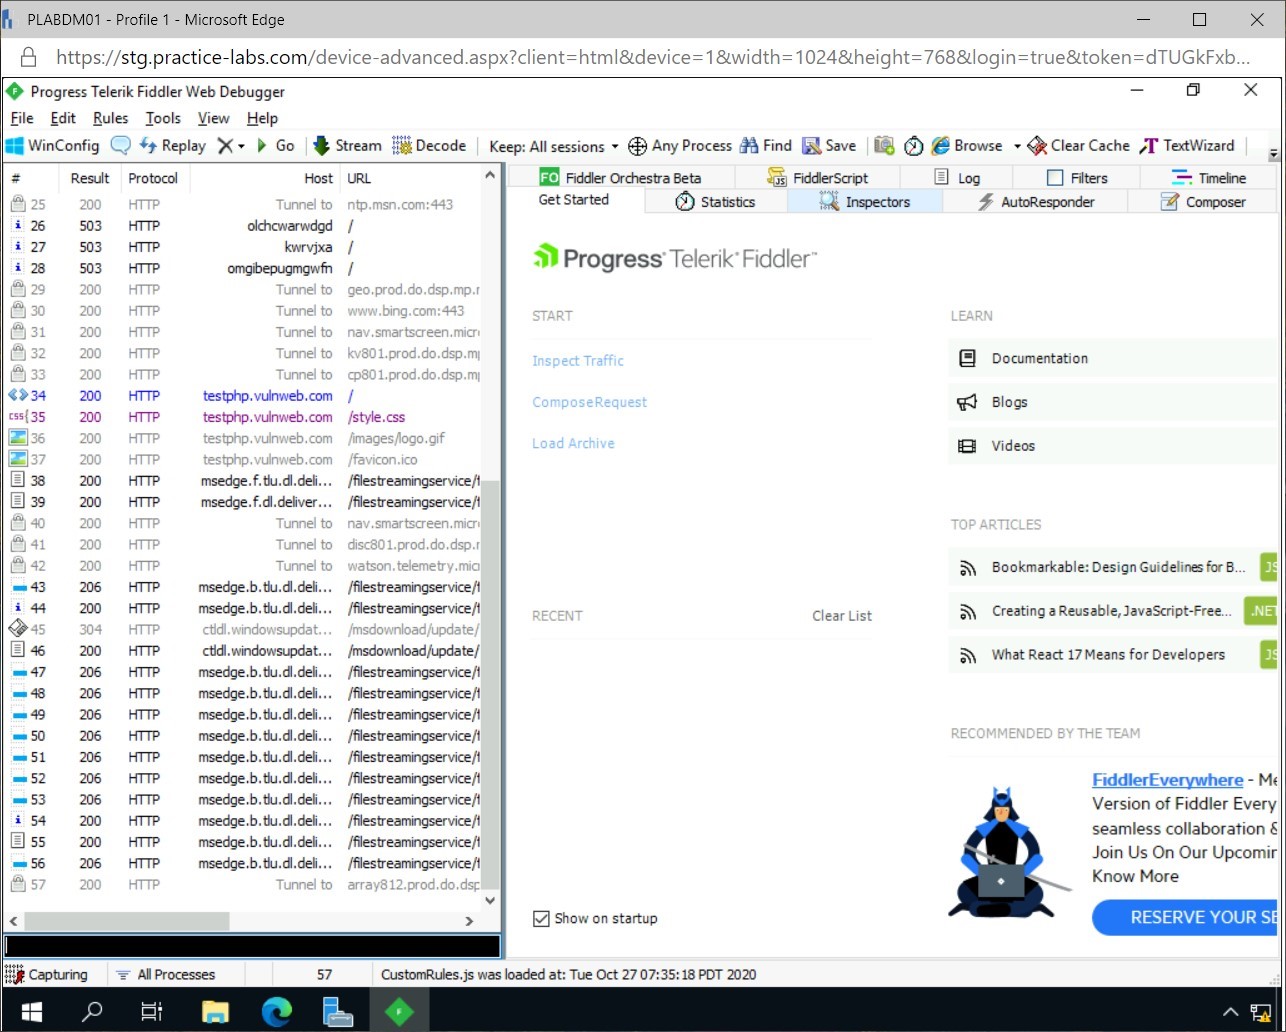 PLABDM01 - Profile 1 - Microsoft Edge
https://stg.practice-labs.com/device-advanced.aspx?client=html&device=1&width=1024&height=768&login=true&token=dTUGkFxb...
Progress Telerik Fiddler Web Debugger
File Edit Rules Tools View Help
WinConfig Replay Go Stream Decode Keep: All sessions Any Process Find Save Browse Clear Cache TextWizard
# Result Protocol Host URL
25 200 HTTP Tunnel to ntp.msn.com:443
26 503 HTTP olchcwarwdgd /
27 503 HTTP kwrvjxa /
28 503 HTTP omgibepugmgwfn /
29 200 HTTP Tunnel to geo.prod.do.dsp.mp.r
30 200 HTTP Tunnel to www.bing.com:443
31 200 HTTP Tunnel to nav.smartscreen.micr
32 200 HTTP Tunnel to kv801.prod.do.dsp.mp
33 200 HTTP Tunnel to cp801.prod.do.dsp.mp
34 200 HTTP testphp.vulnweb.com /
css 35 200 HTTP testphp.vulnweb.com /style.css
36 200 HTTP testphp.vulnweb.com /images/logo.gif
37 200 HTTP testphp.vulnweb.com /favicon.ico
38 200 HTTP msedge.f.tlu.dl.deli... /filestreamingservice/f
39 200 HTTP msedge.f.dl.deliver... /filestreamingservice/f
40 200 HTTP Tunnel to nav.smartscreen.micr
41 200 HTTP Tunnel to disc801.prod.do.dsp.r
42 200 HTTP Tunnel to watson.telemetry.mic
43 206 HTTP msedge.b.tlu.dl.deli... /filestreamingservice/f
44 200 HTTP msedge.b.tlu.dl.deli... /filestreamingservice/f
45 304 HTTP ctldl.windowsupdat... /msdownload/update/
46 200 HTTP ctldl.windowsupdat... /msdownload/update/
47 206 HTTP msedge.b.tlu.dl.deli... /filestreamingservice/f
48 206 HTTP msedge.b.tlu.dl.deli... /filestreamingservice/f
49 206 HTTP msedge.b.tlu.dl.deli... /filestreamingservice/f
50 206 HTTP msedge.b.tlu.dl.deli... /filestreamingservice/f
51 206 HTTP msedge.b.tlu.dl.deli... /filestreamingservice/f
52 206 HTTP msedge.b.tlu.dl.deli... /filestreamingservice/f
53 206 HTTP msedge.b.tlu.dl.deli... /filestreamingservice/f
54 200 HTTP msedge.b.tlu.dl.deli... /filestreamingservice/f
55 200 HTTP msedge.b.tlu.dl.deli... /filestreamingservice/f
56 206 HTTP msedge.b.tlu.dl.deli... /filestreamingservice/f
57 200 HTTP Tunnel to array812.prod.do.dsp
FO Fiddler Orchestra Beta FiddlerScript Log Filters Timeline
Get Started Statistics Inspectors AutoResponder Composer
Progress Telerik Fiddler
START
Inspect Traffic
Compose Request
Load Archive
RECENT Clear List
Show on startup
LEARN
Documentation
Blogs
Videos
TOP ARTICLES
Bookmarkable: Design Guidelines for B... JS
Creating a Reusable, JavaScript-Free... .NET
What React 17 Means for Developers JS
RECOMMENDED BY THE TEAM
FiddlerEverywhere - Me
Version of Fiddler Every
seamless collaboration &
Join Us On Our Upcomin
Know More
RESERVE YOUR SE
Capturing All Processes 57 CustomRules.js was loaded at: Tue Oct 27 07:35:18 PDT 2020